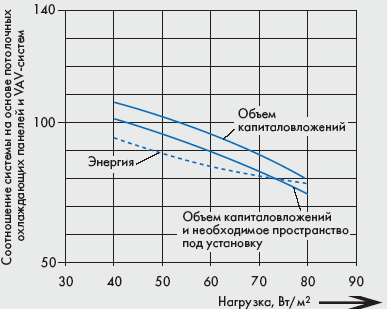 Соотношение системы на основе потолочных
охлаждающих панелей и VAV-систем
140
100
50
Объем
капиталовложений
Энергия
Объем капиталовложений
и необходимое пространство
под установку
30 40 50 60 70 80 90
Нагрузка, Вт/м²